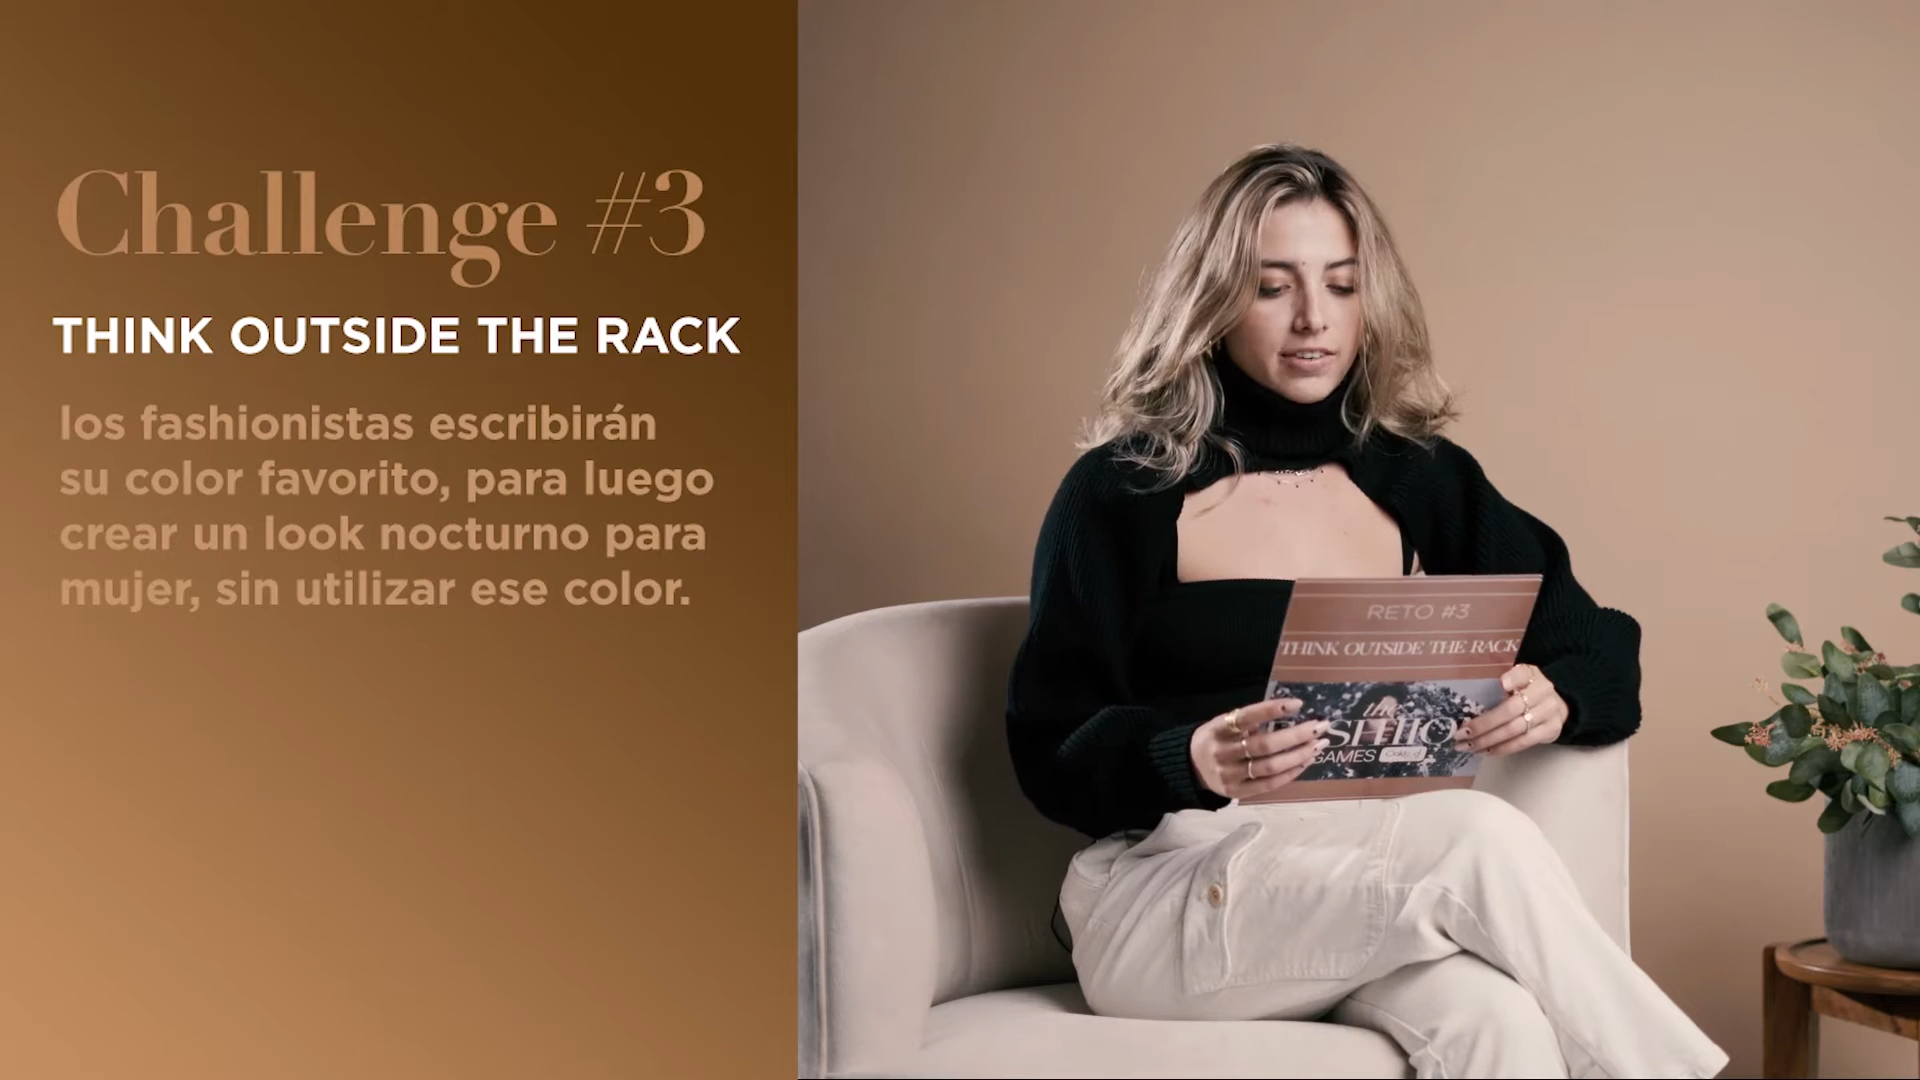 Challenge #3
THINK OUTSIDE THE RACK
los fashionistas escribirán
su color favorito, para luego
crear un look nocturno para
mujer, sin utilizar ese color.
RETO #3
THINK OUTSIDE THE RACK
the
GAMES